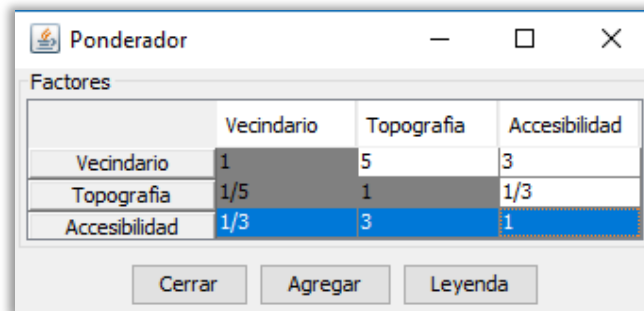 Ponderador
Factores
Vecindario Topografia Accesibilidad
Vecindario 1 5 3
Topografia 1/5 1 1/3
Accesibilidad 1/3 3 1
Cerrar Agregar Leyenda